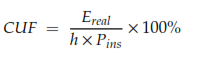 CUF = E_real / (h × P_ins) × 100%